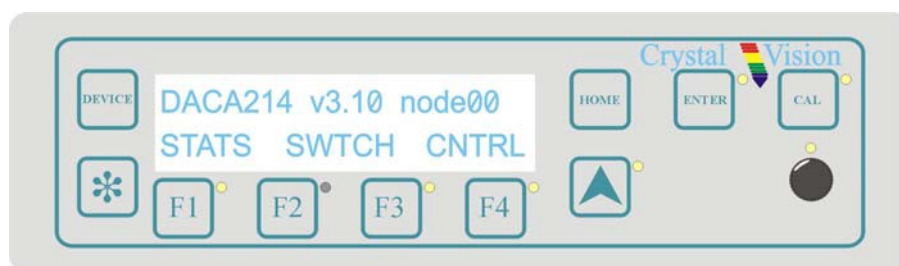 Crystal Vision
DEVICE
DACA214 v3.10 node00
STATS SWTCH CNTRL
HOME
ENTER
CAL
F1 F2 F3 F4